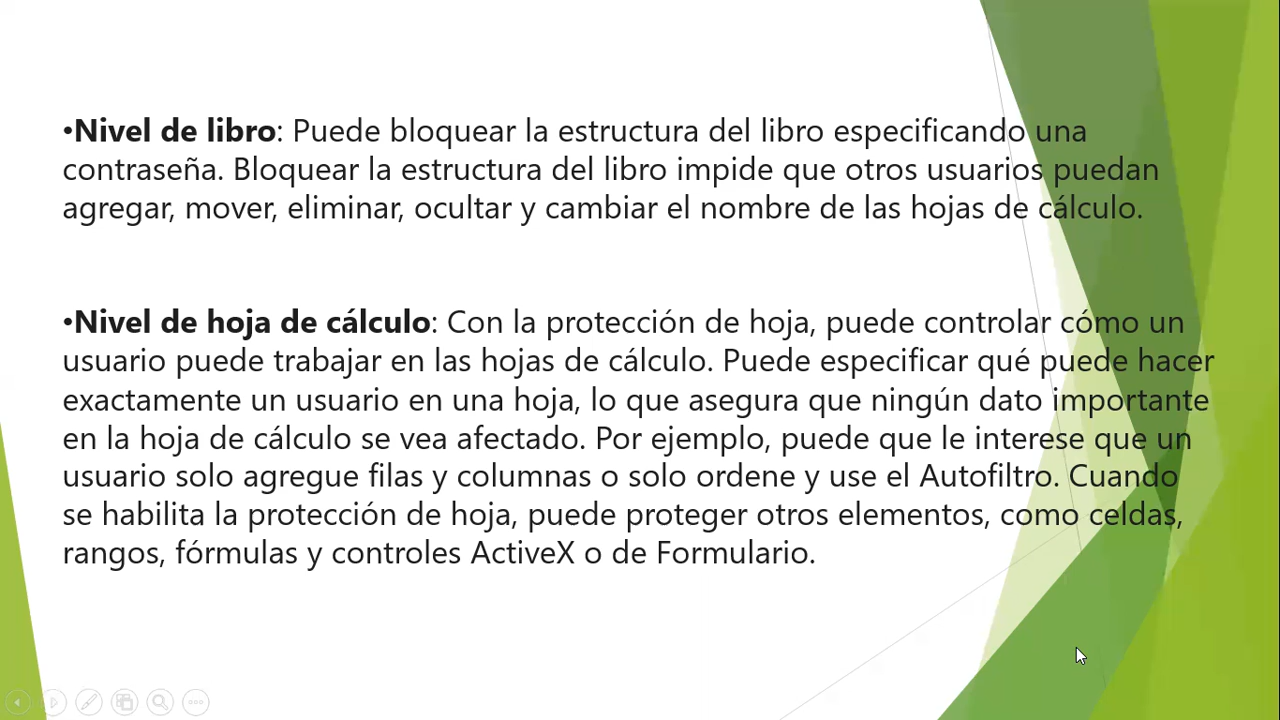 •Nivel de libro: Puede bloquear la estructura del libro especificando una
contraseña. Bloquear la estructura del libro impide que otros usuarios puedan
agregar, mover, eliminar, ocultar y cambiar el nombre de las hojas de cálculo.
•Nivel de hoja de cálculo: Con la protección de hoja, puede controlar cómo un
usuario puede trabajar en las hojas de cálculo. Puede especificar qué puede hacer
exactamente un usuario en una hoja, lo que asegura que ningún dato importante
en la hoja de cálculo se vea afectado. Por ejemplo, puede que le interese que un
usuario solo agregue filas y columnas o solo ordene y use el Autofiltro. Cuando
se habilita la protección de hoja, puede proteger otros elementos, como celdas,
rangos, fórmulas y controles ActiveX o de Formulario.